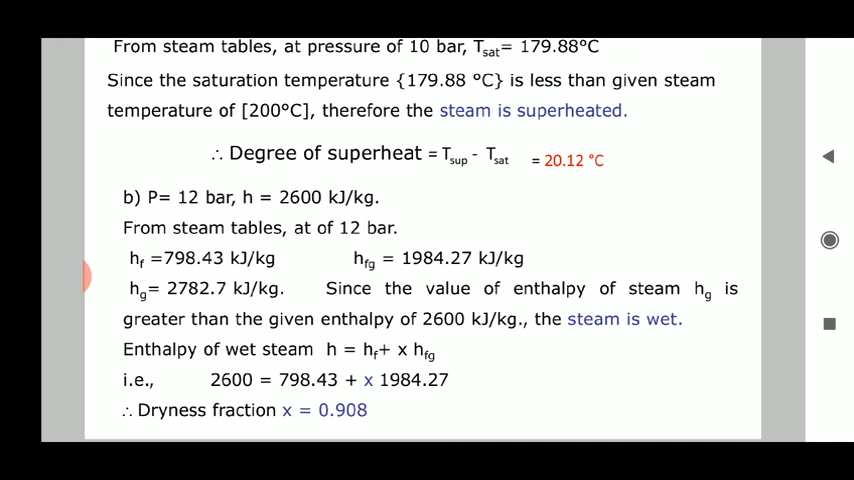 From steam tables, at pressure of 10 bar, Tsat= 179.88°C
Since the saturation temperature {179.88 °C} is less than given steam
temperature of [200°C], therefore the steam is superheated.
∴ Degree of superheat = Tsup - Tsat = 20.12 °C
b) P= 12 bar, h = 2600 kJ/kg.
From steam tables, at of 12 bar.
hf =798.43 kJ/kg hfg = 1984.27 kJ/kg
hg= 2782.7 kJ/kg. Since the value of enthalpy of steam hg is
greater than the given enthalpy of 2600 kJ/kg., the steam is wet.
Enthalpy of wet steam h = hf+ x hfg
i.e., 2600 = 798.43 + x 1984.27
∴ Dryness fraction x = 0.908